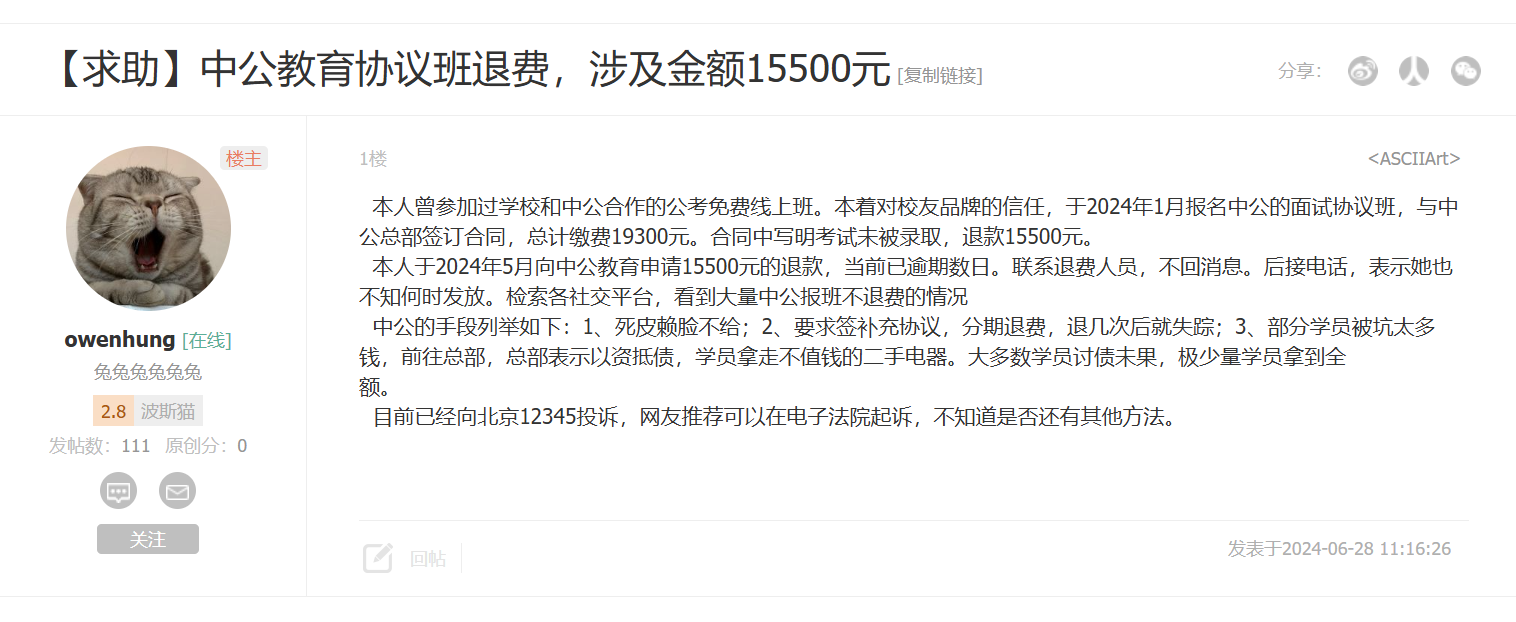 【求助】中公教育协议班退费，涉及金额15500元 [复制链接]
分享：
楼主
1楼
<ASCIIArt>
本人曾参加过学校和中公合作的公考免费线上班。本着对校友品牌的信任，于2024年1月报名中公的面试协议班，与中
公总部签订合同，总计缴费19300元。合同中写明考试未被录取，退款15500元。
本人于2024年5月向中公教育申请15500元的退款，当前已逾期数日。联系退费人员，不回消息。后接电话，表示她也
不知何时发放。检索各社交平台，看到大量中公报班不退费的情况
中公的手段列举如下：1、死皮赖脸不给；2、要求签补充协议，分期退费，退几次后就失踪；3、部分学员被坑太多
钱，前往总部，总部表示以资抵债，学员拿走不值钱的二手电器。大多数学员讨债未果，极少量学员拿到全
额。
目前已经向北京12345投诉，网友推荐可以在电子法院起诉，不知道是否还有其他方法。
owenhung [在线]
兔兔兔兔兔兔
2.8 波斯猫
发帖数：111 原创分：0
关注
回帖
发表于2024-06-28 11:16:26